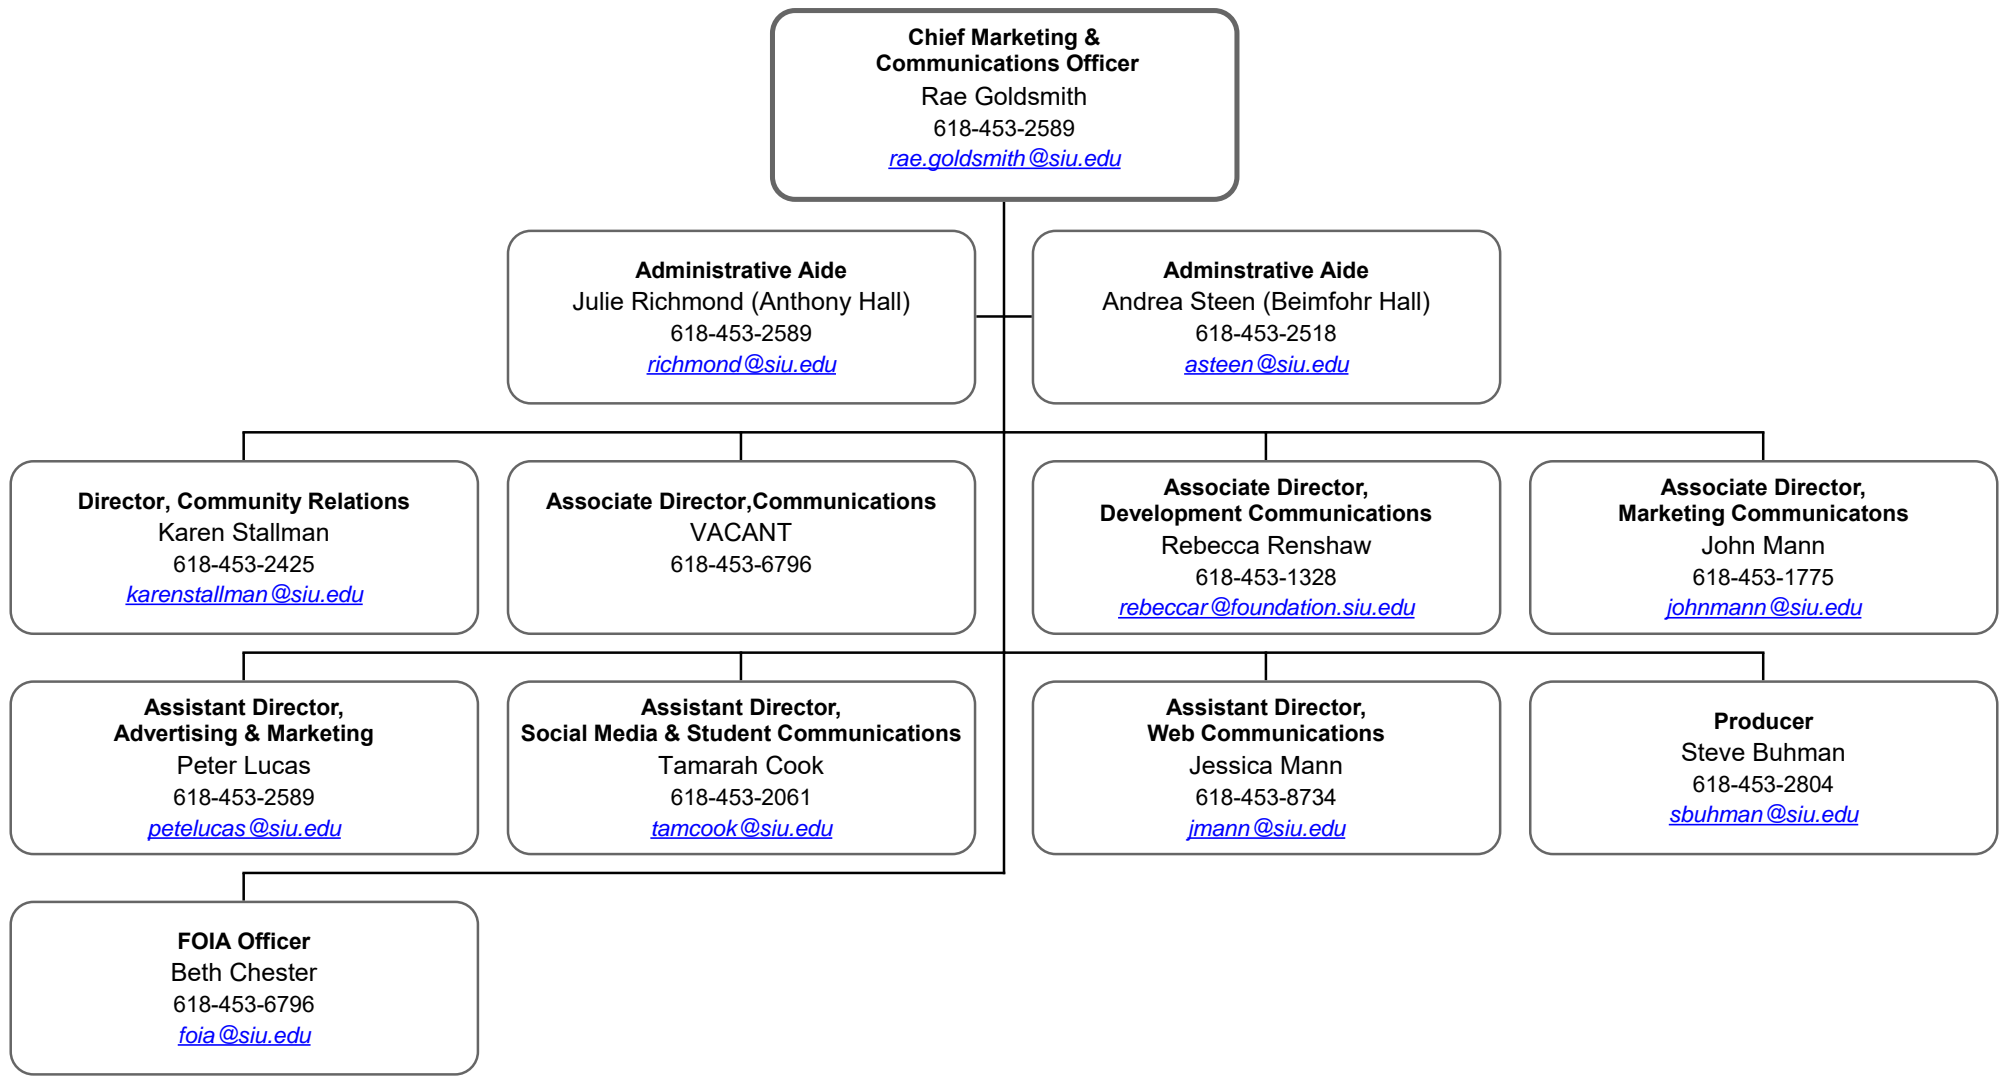 Chief Marketing &
Communications Officer
Rae Goldsmith
618-453-2589
rae.goldsmith@siu.edu
Administrative Aide
Julie Richmond (Anthony Hall)
618-453-2589
richmond@siu.edu
Adminstrative Aide
Andrea Steen (Beimfohr Hall)
618-453-2518
asteen@siu.edu
Director, Community Relations
Karen Stallman
618-453-2425
karenstallman@siu.edu
Associate Director,Communications
VACANT
618-453-6796
Associate Director,
Development Communications
Rebecca Renshaw
618-453-1328
rebeccar@foundation.siu.edu
Associate Director,
Marketing Communicatons
John Mann
618-453-1775
johnmann@siu.edu
Assistant Director,
Advertising & Marketing
Peter Lucas
618-453-2589
petelucas@siu.edu
Assistant Director,
Social Media & Student Communications
Tamarah Cook
618-453-2061
tamcook@siu.edu
Assistant Director,
Web Communications
Jessica Mann
618-453-8734
jmann@siu.edu
Producer
Steve Buhman
618-453-2804
sbuhman@siu.edu
FOIA Officer
Beth Chester
618-453-6796
foia@siu.edu